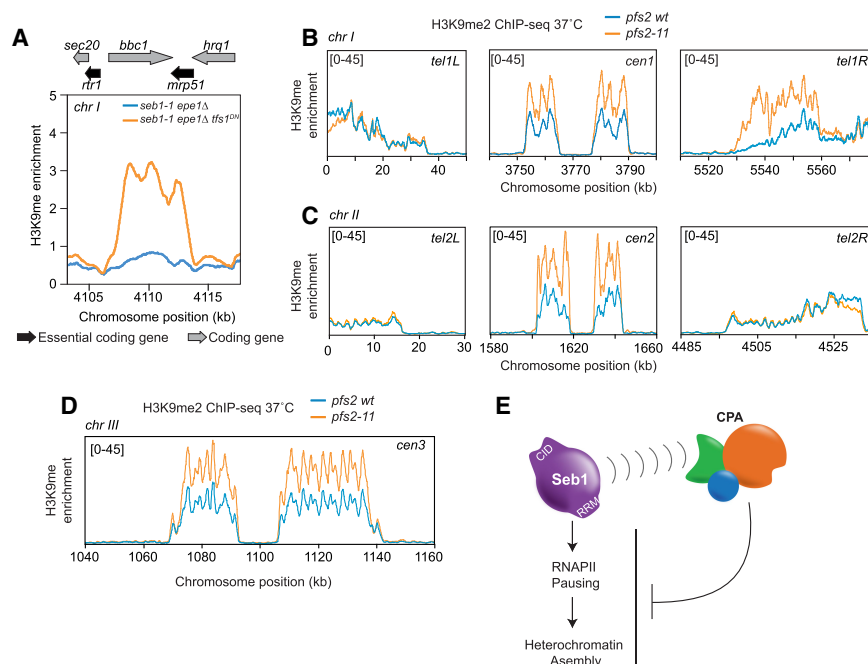 A
sec20 bbc1 hrq1
rtr1 mrp51
chr I
seb1-1 epe1Δ
seb1-1 epe1Δ tfs1DN
H3K9me enrichment
5
4
3
2
1
0
4105 4110 4115
Chromosome position (kb)
Essential coding gene
Coding gene
H3K9me2 ChIP-seq 37˚C
pfs2 wt
pfs2-11
B
chr I
H3K9me
enrichment
[0-45] tel1L
0 20 40
[0-45] cen1
3750 3770 3790
[0-45] tel1R
5520 5540 5560
Chromosome position (kb)
C
chr II
H3K9me
enrichment
[0-45] tel2L
0 10 20 30
[0-45] cen2
1580 1620 1660
[0-45] tel2R
4485 4505 4525
Chromosome position (kb)
D
H3K9me2 ChIP-seq 37˚C
pfs2 wt
pfs2-11
chr III
H3K9me
enrichment
[0-45] cen3
1040 1060 1080 1100 1120 1140 1160
Chromosome position (kb)
E
CPA
CID
Seb1
RRM
RNAPII
Pausing
Heterochromatin
Asembly